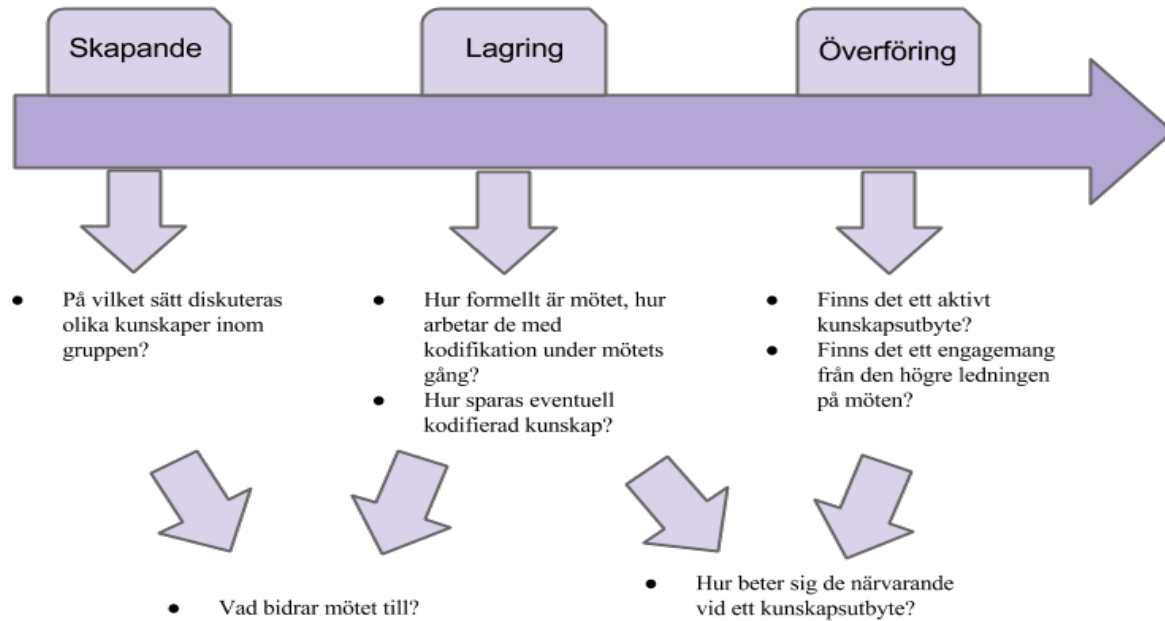 Skapande
Lagring
Överföring
● På vilket sätt diskuteras
olika kunskaper inom
gruppen?
● Hur formellt är mötet, hur
arbetar de med
kodifikation under mötets
gång?
● Hur sparas eventuell
kodifierad kunskap?
● Finns det ett aktivt
kunskapsutbyte?
● Finns det ett engagemang
från den högre ledningen
på möten?
● Vad bidrar mötet till?
● Hur beter sig de närvarande
vid ett kunskapsutbyte?